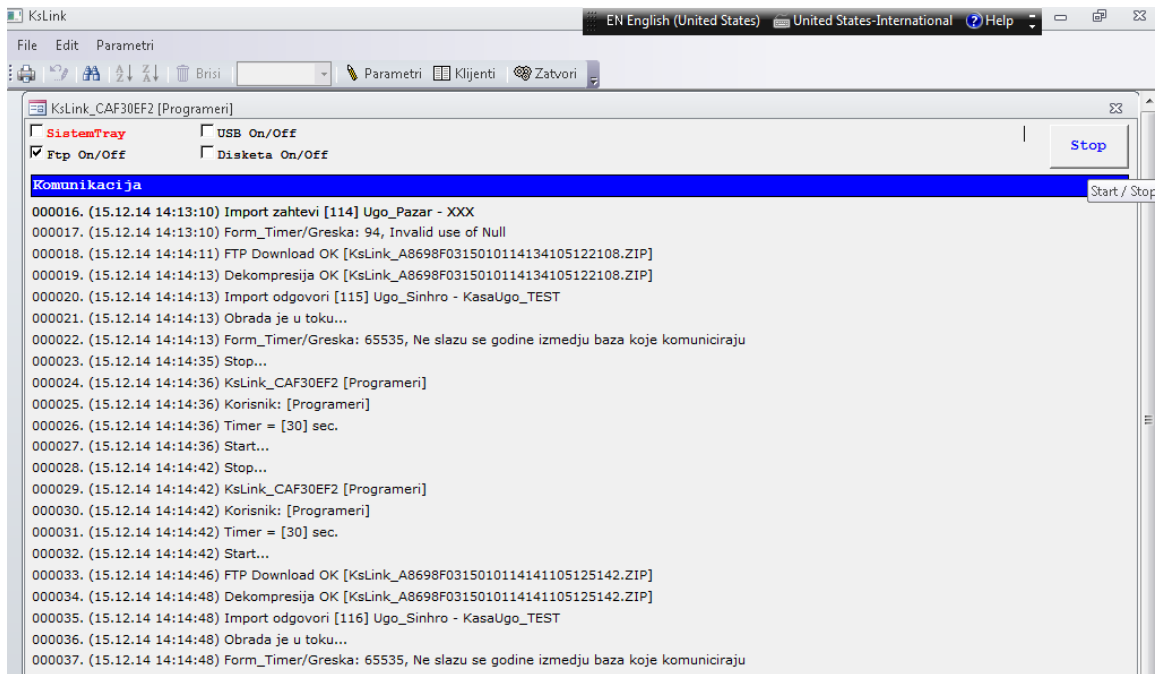 KsLink
EN English (United States) United States-International Help
File Edit Parametri
Brisi Parametri Klijenti Zatvori
KsLink_CAF30EF2 [Programeri]
SistemTray USB On/Off
Ftp On/Off Disketa On/Off
Stop
Komunikacija
Start / Stop
000016. (15.12.14 14:13:10) Import zahtevi [114] Ugo_Pazar - XXX
000017. (15.12.14 14:13:10) Form_Timer/Greska: 94, Invalid use of Null
000018. (15.12.14 14:14:11) FTP Download OK [KsLink_A8698F0315010114134105122108.ZIP]
000019. (15.12.14 14:14:13) Dekompresija OK [KsLink_A8698F0315010114134105122108.ZIP]
000020. (15.12.14 14:14:13) Import odgovori [115] Ugo_Sinhro - KasaUgo_TEST
000021. (15.12.14 14:14:13) Obrada je u toku...
000022. (15.12.14 14:14:13) Form_Timer/Greska: 65535, Ne slazu se godine izmedju baza koje komuniciraju
000023. (15.12.14 14:14:35) Stop...
000024. (15.12.14 14:14:36) KsLink_CAF30EF2 [Programeri]
000025. (15.12.14 14:14:36) Korisnik: [Programeri]
000026. (15.12.14 14:14:36) Timer = [30] sec.
000027. (15.12.14 14:14:36) Start...
000028. (15.12.14 14:14:42) Stop...
000029. (15.12.14 14:14:42) KsLink_CAF30EF2 [Programeri]
000030. (15.12.14 14:14:42) Korisnik: [Programeri]
000031. (15.12.14 14:14:42) Timer = [30] sec.
000032. (15.12.14 14:14:42) Start...
000033. (15.12.14 14:14:46) FTP Download OK [KsLink_A8698F0315010114141105125142.ZIP]
000034. (15.12.14 14:14:48) Dekompresija OK [KsLink_A8698F0315010114141105125142.ZIP]
000035. (15.12.14 14:14:48) Import odgovori [116] Ugo_Sinhro - KasaUgo_TEST
000036. (15.12.14 14:14:48) Obrada je u toku...
000037. (15.12.14 14:14:48) Form_Timer/Greska: 65535, Ne slazu se godine izmedju baza koje komuniciraju